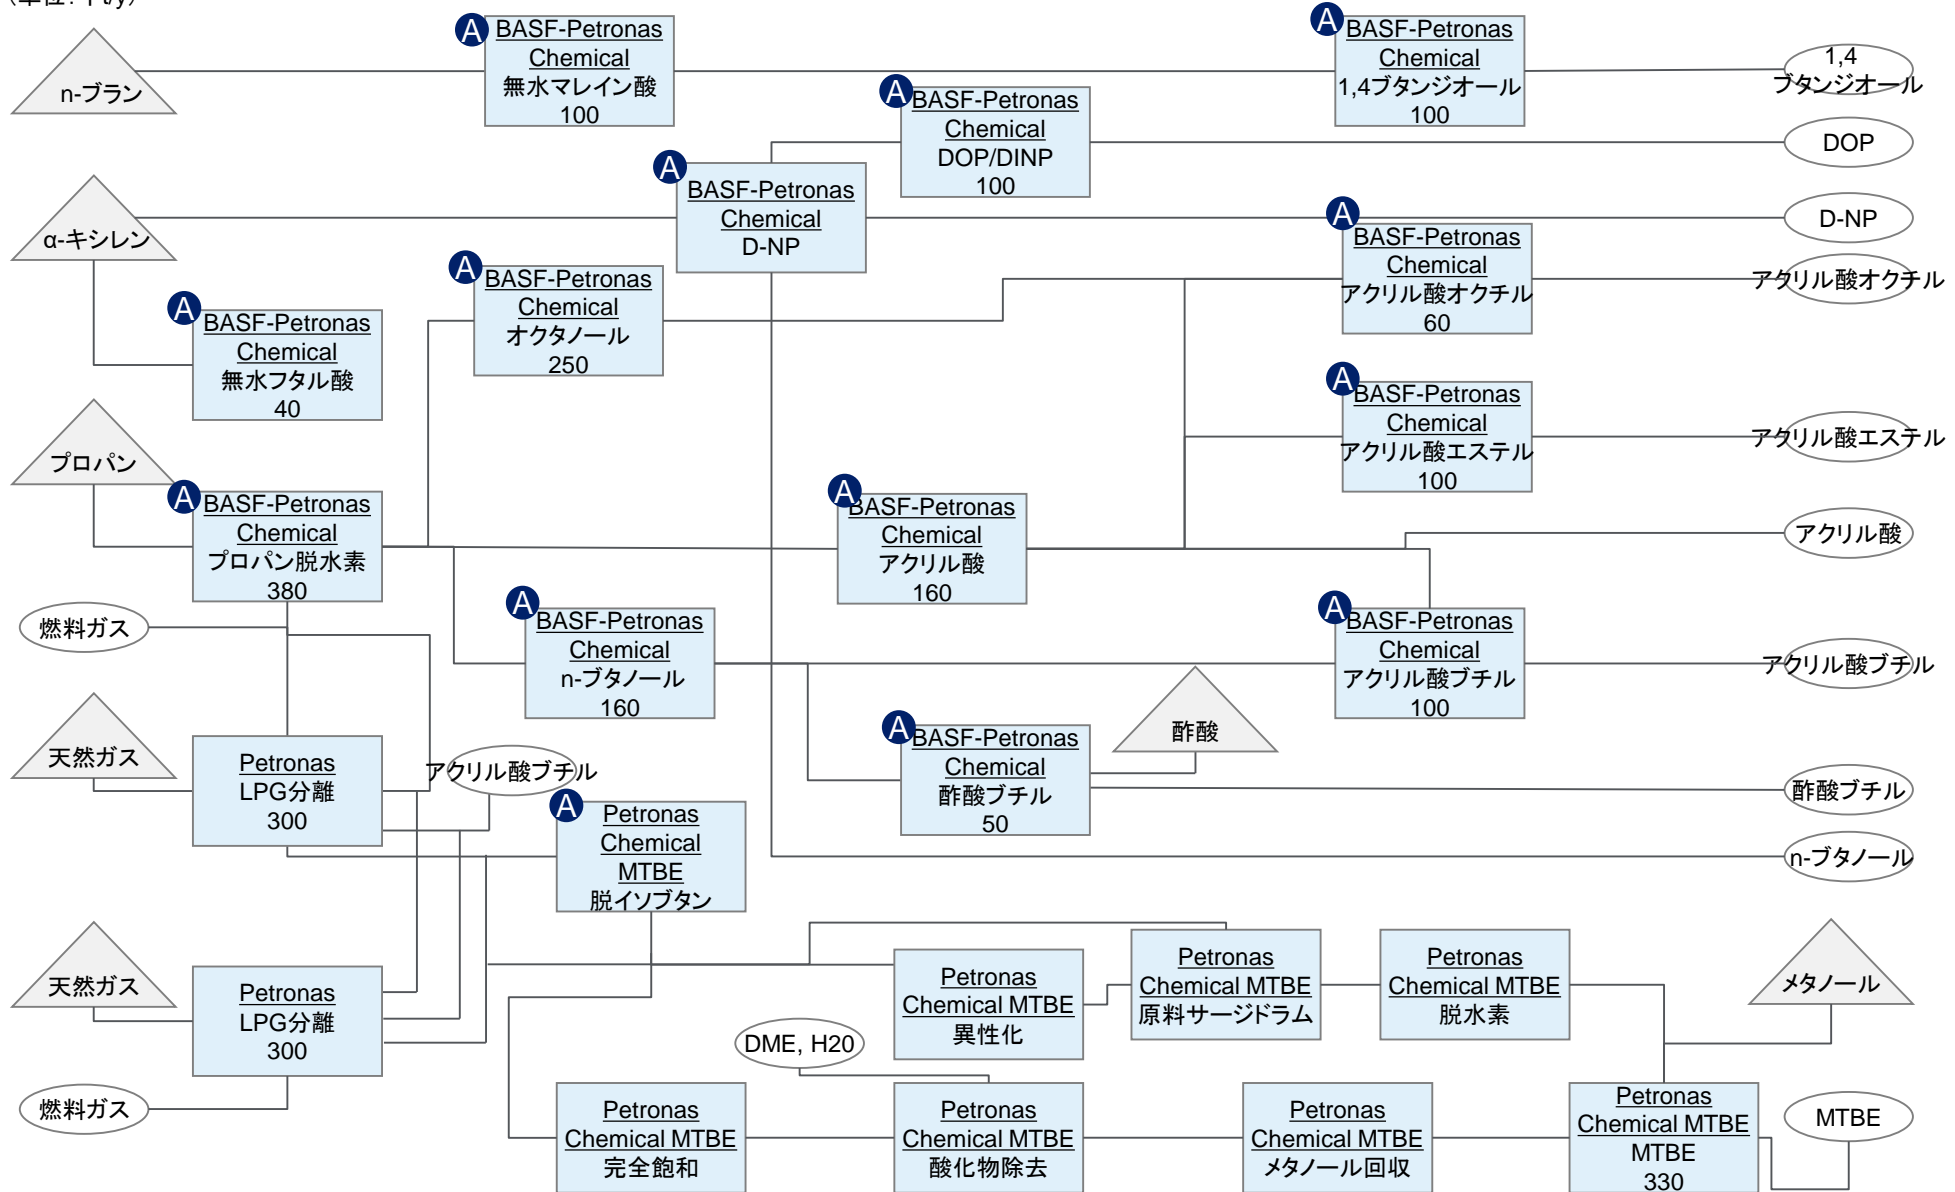 (単位: 千t/y)
n-ブラン
A
BASF-Petronas
Chemical
無水マレイン酸
100
A
BASF-Petronas
Chemical
1,4ブタンジオール
100
1,4
ブタンジオール
A
BASF-Petronas
Chemical
DOP/DINP
100
DOP
α-キシレン
A
BASF-Petronas
Chemical
D-NP
D-NP
A
BASF-Petronas
Chemical
アクリル酸オクチル
60
アクリル酸オクチル
A
BASF-Petronas
Chemical
オクタノール
250
A
BASF-Petronas
Chemical
無水フタル酸
40
A
BASF-Petronas
Chemical
アクリル酸エステル
100
アクリル酸エステル
プロパン
A
BASF-Petronas
Chemical
プロパン脱水素
380
A
BASF-Petronas
Chemical
アクリル酸
160
アクリル酸
燃料ガス
A
BASF-Petronas
Chemical
n-ブタノール
160
A
BASF-Petronas
Chemical
アクリル酸ブチル
100
アクリル酸ブチル
天然ガス
Petronas
LPG分離
300
アクリル酸ブチル
A
BASF-Petronas
Chemical
酢酸ブチル
50
酢酸
酢酸ブチル
A
Petronas
Chemical
MTBE
脱イソブタン
n-ブタノール
天然ガス
Petronas
LPG分離
300
Petronas
Chemical MTBE
異性化
Petronas
Chemical MTBE
原料サージドラム
Petronas
Chemical MTBE
脱水素
メタノール
DME, H20
燃料ガス
Petronas
Chemical MTBE
完全飽和
Petronas
Chemical MTBE
酸化物除去
Petronas
Chemical MTBE
メタノール回収
Petronas
Chemical MTBE
MTBE
330
MTBE